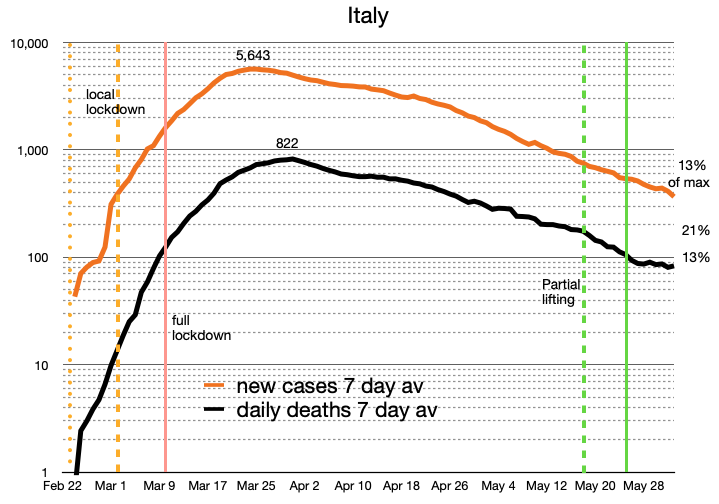 Italy
10,000
5,643
local
lockdown
1,000
822
13%
of max
21%
100
13%
Partial
lifting
full
lockdown
10
new cases 7 day av
daily deaths 7 day av
1
Feb 22 Mar 1 Mar 9 Mar 17 Mar 25 Apr 2 Apr 10 Apr 18 Apr 26 May 4 May 12 May 20 May 28